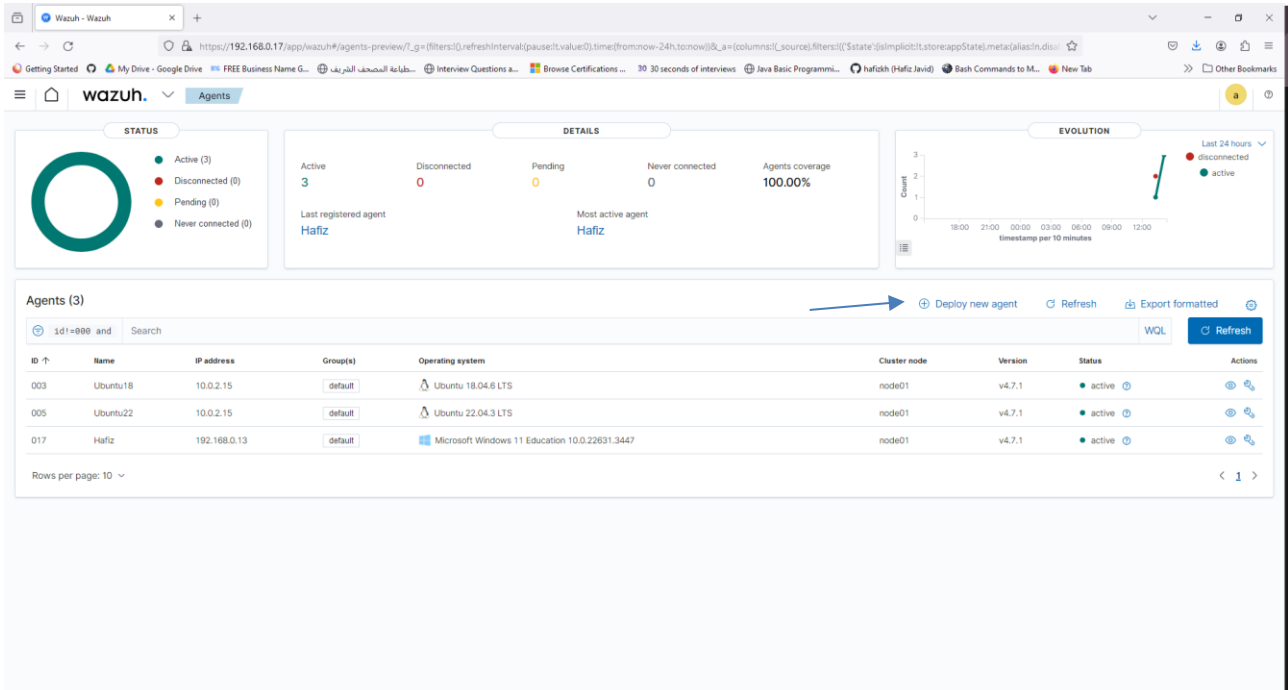 Wazuh - Wazuh
https://192.168.0.17/app/wazuh#/agents-preview/?_g=(filters:!(),refreshInterval:(pause:!t,value:0),time:(from:now-24h,to:now))&_a=(columns:!(_source),filters:!(('$state':(isImplicit:!t,store:appState),meta:(alias:!n,disa
Getting Started My Drive - Google Drive FREE Business Name G... طباعة المصحف الشريف... Interview Questions a... Browse Certifications ... 30 30 seconds of interviews Java Basic Programmi... hafizkh (Hafiz Javid) Bash Commands to M... New Tab Other Bookmarks
wazuh. Agents a
STATUS
Active (3)
Disconnected (0)
Pending (0)
Never connected (0)
DETAILS
Active Disconnected Pending Never connected Agents coverage
3 0 0 0 100.00%
Last registered agent Most active agent
Hafiz Hafiz
EVOLUTION
Last 24 hours
disconnected
active
Count
3
2
1
0
18:00 21:00 00:00 03:00 06:00 09:00 12:00
timestamp per 10 minutes
Agents (3) Deploy new agent Refresh Export formatted
id!=000 and Search WQL Refresh
ID Name IP address Group(s) Operating system Cluster node Version Status Actions
003 Ubuntu18 10.0.2.15 default Ubuntu 18.04.6 LTS node01 v4.7.1 active
005 Ubuntu22 10.0.2.15 default Ubuntu 22.04.3 LTS node01 v4.7.1 active
017 Hafiz 192.168.0.13 default Microsoft Windows 11 Education 10.0.22631.3447 node01 v4.7.1 active
Rows per page: 10 1